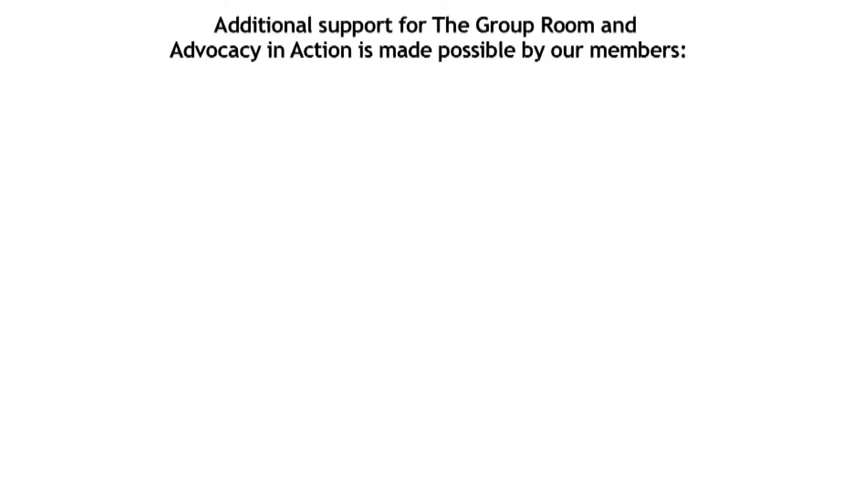 Additional support for The Group Room and
Advocacy in Action is made possible by our members: